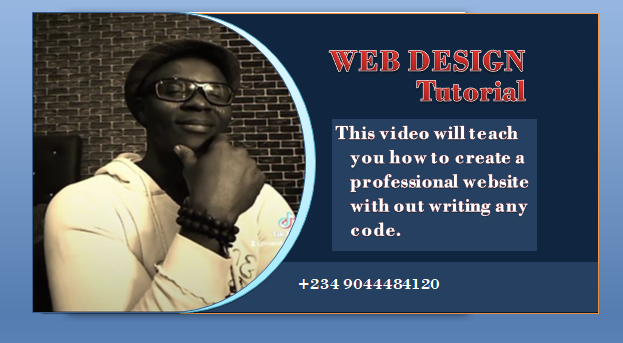 WEB DESIGN
Tutorial
This video will teach
you how to create a
professional website
with out writing any
code.
+234 9044484120